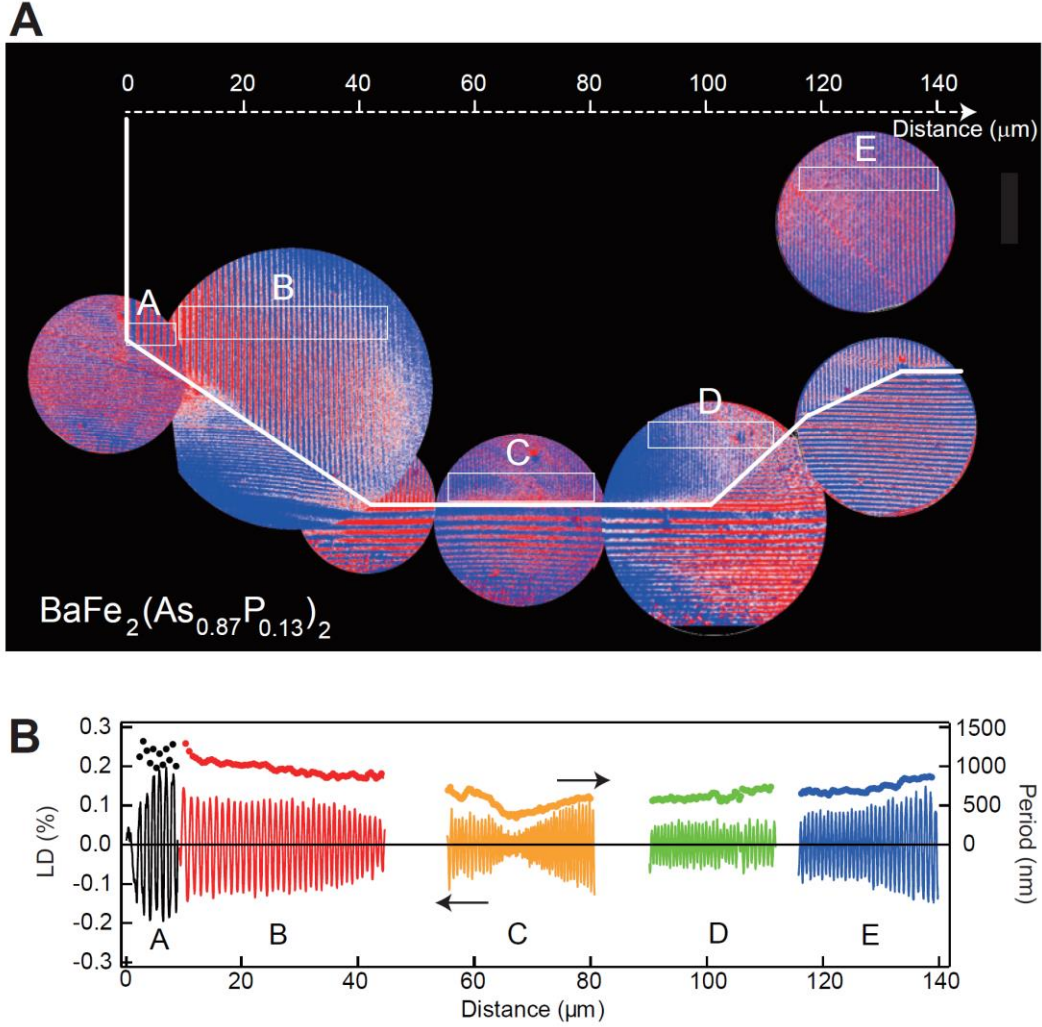 A
0 20 40 60 80 100 120 140
Distance (μm)
A
B
C
D
E
BaFe₂(As₀.₈₇P₀.₁₃)₂
B
0.3
0.2
0.1
0.0
-0.1
-0.2
-0.3
LD (%)
1500
1000
500
0
Period (nm)
A B C D E
0 20 40 60 80 100 120 140
Distance (μm)